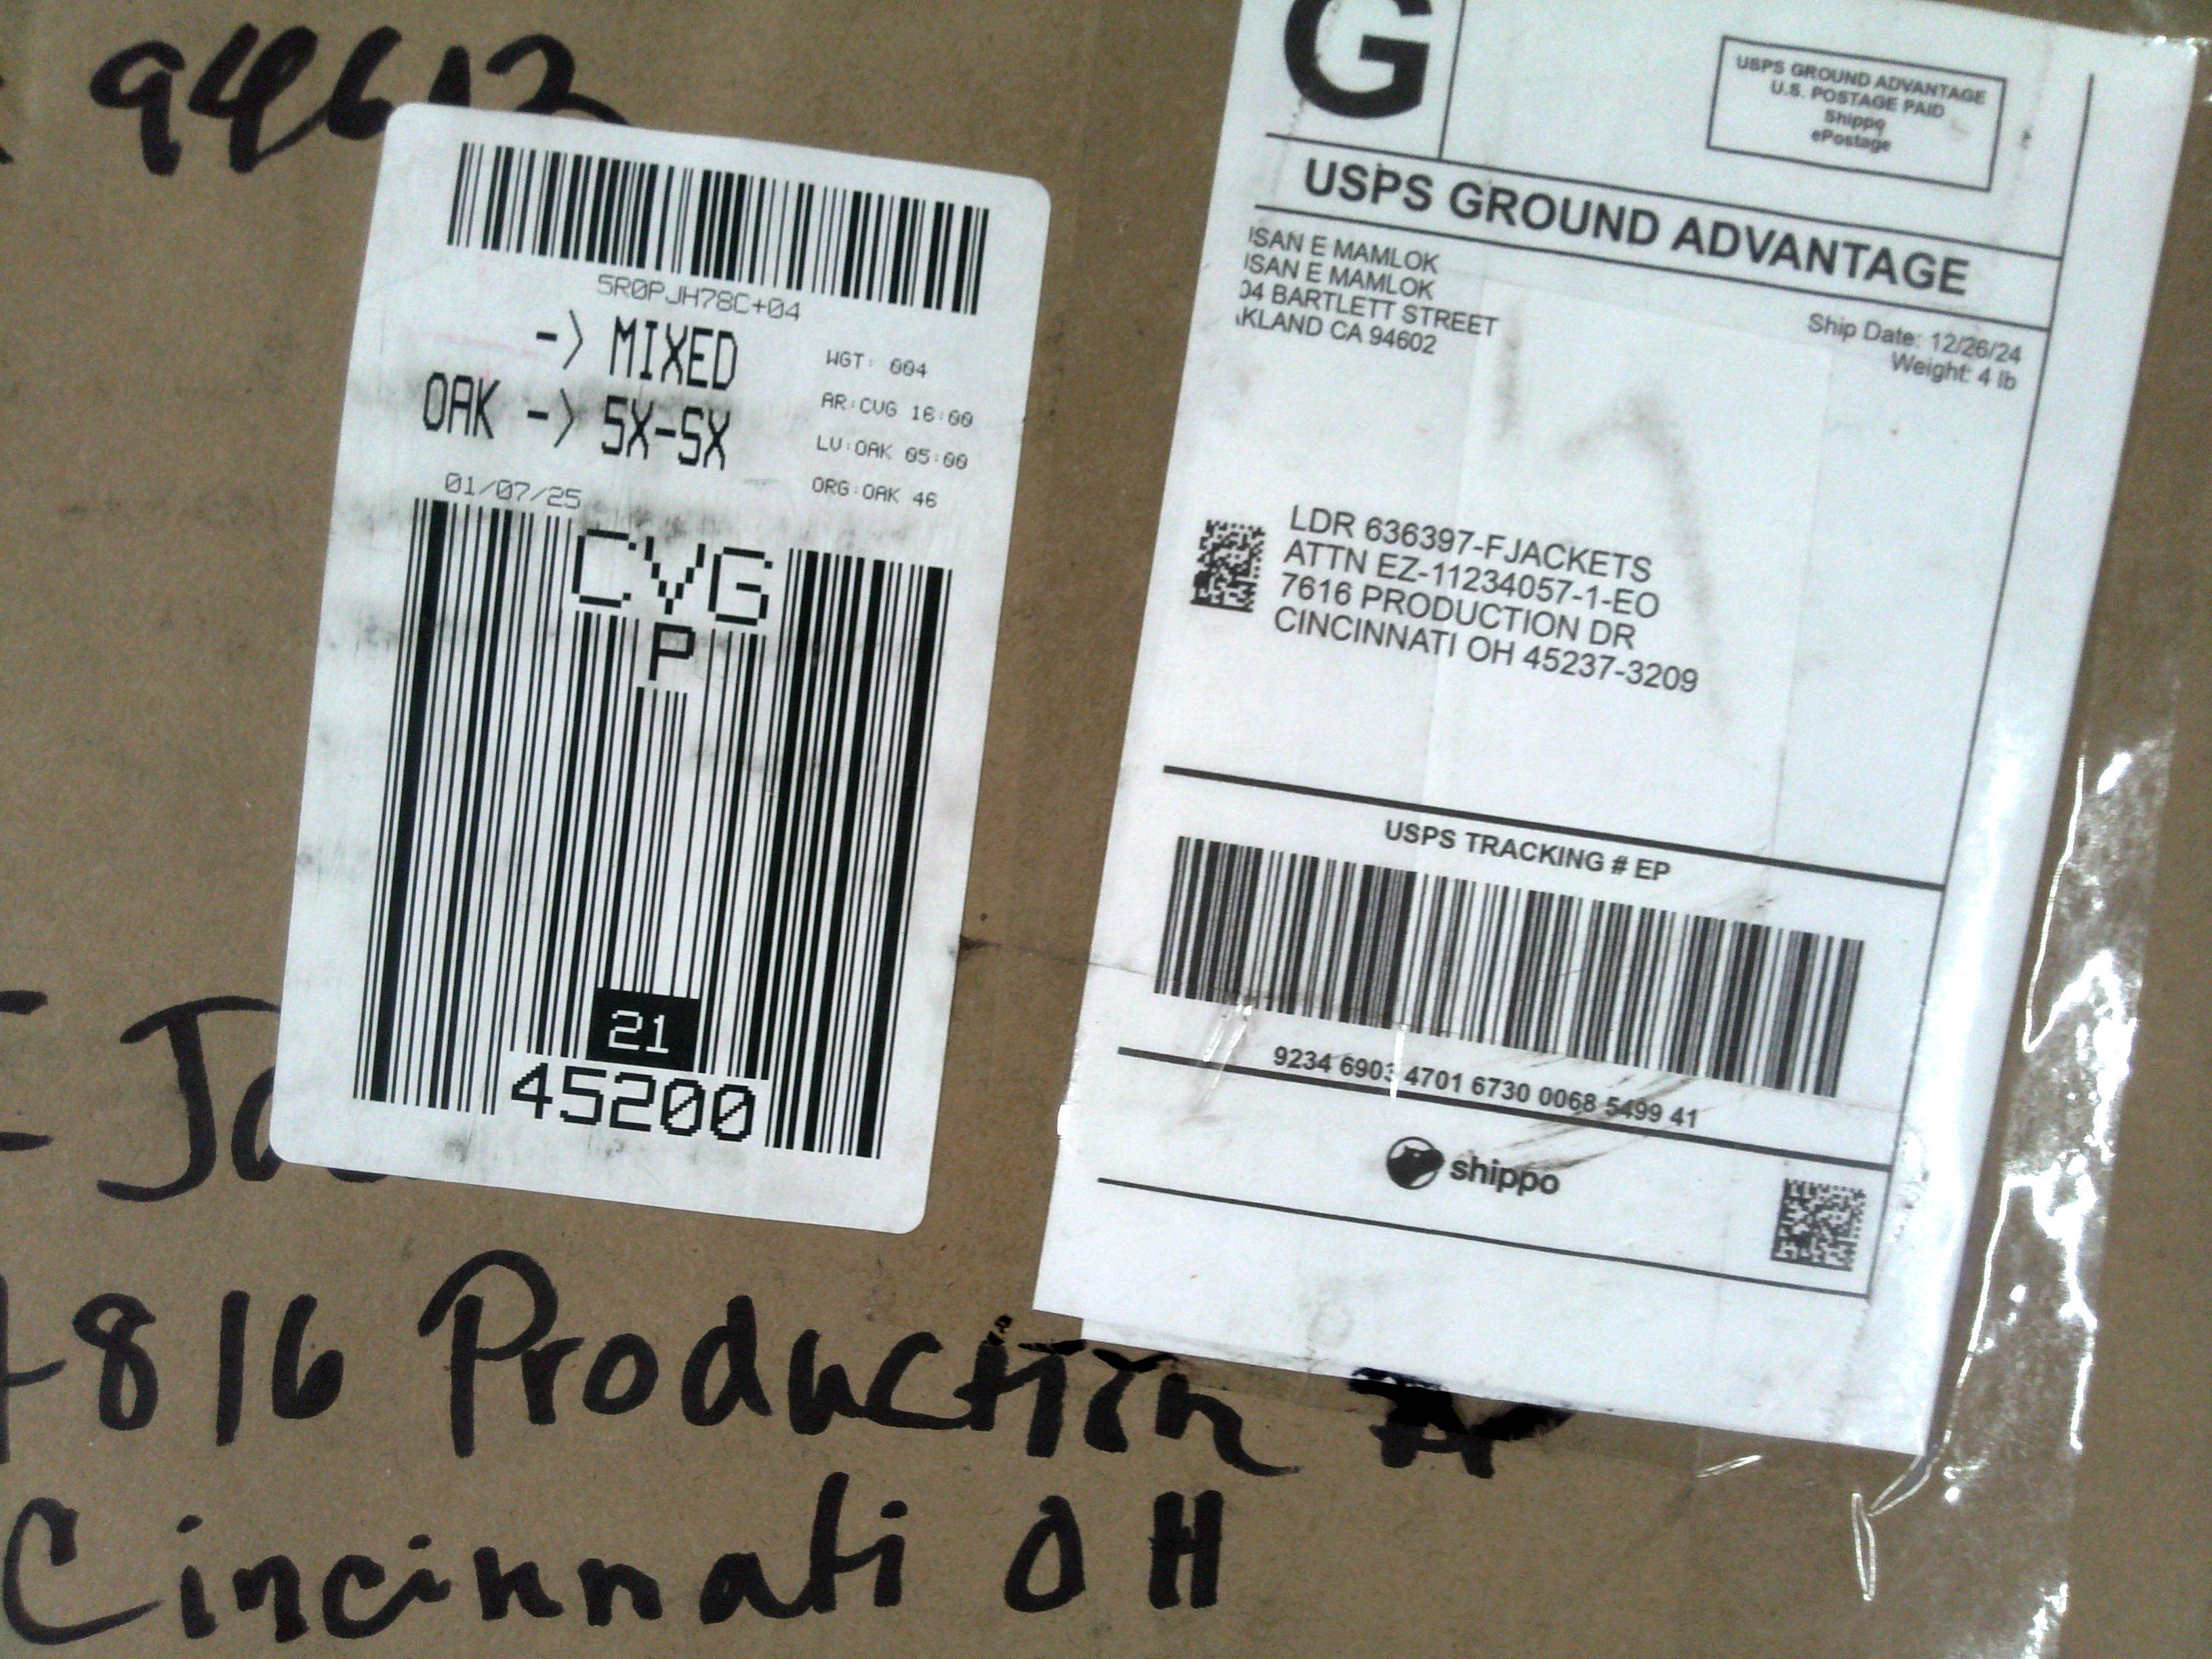 94612
5R0PJH78C+04
-> MIXED
OAK -> 5X-5X
WGT: 004
AR:CVG 16:00
LV:OAK 05:00
ORG:OAK 46
01/07/25
CVG
P
21
45200
G
USPS GROUND ADVANTAGE
U.S. POSTAGE PAID
Shippo
ePostage
USPS GROUND ADVANTAGE
ISAN E MAMLOK
ISAN E MAMLOK
04 BARTLETT STREET
KLAND CA 94602
Ship Date: 12/26/24
Weight: 4 lb
LDR 636397-FJACKETS
ATTN EZ-11234057-1-EO
7616 PRODUCTION DR
CINCINNATI OH 45237-3209
USPS TRACKING # EP
9234 6903 4701 6730 0068 5499 41
shippo
816 Production
Cincinnati OH